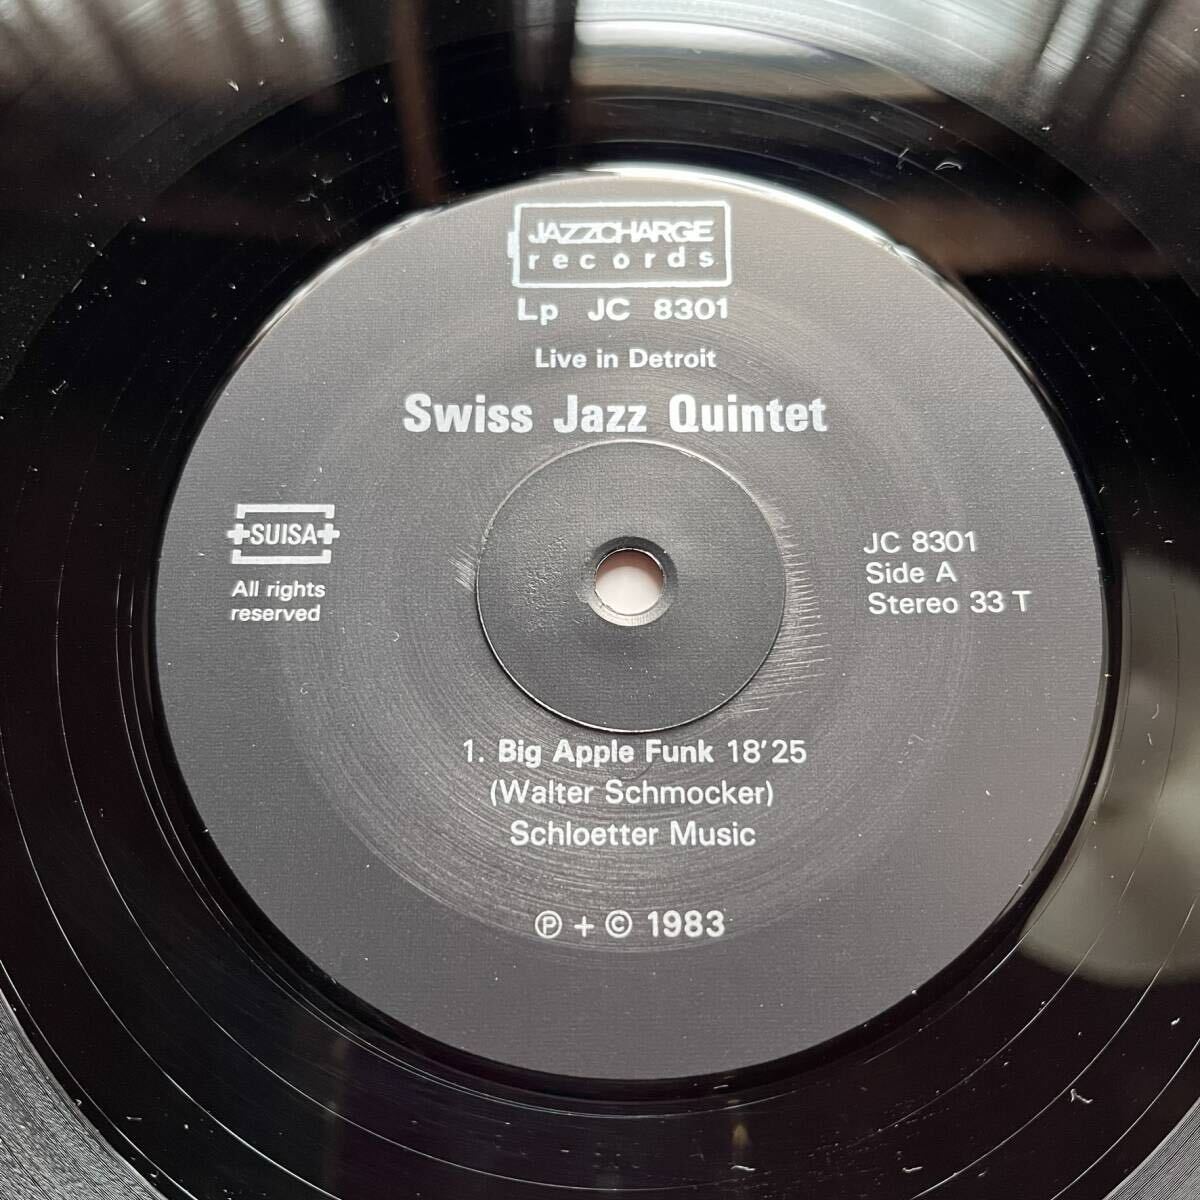 JAZZCHARGE
records
Lp JC 8301
Live in Detroit
Swiss Jazz Quintet
+SUISA+
All rights
reserved
JC 8301
Side A
Stereo 33 T
1. Big Apple Funk 18'25
(Walter Schmocker)
Schloetter Music
℗ + © 1983